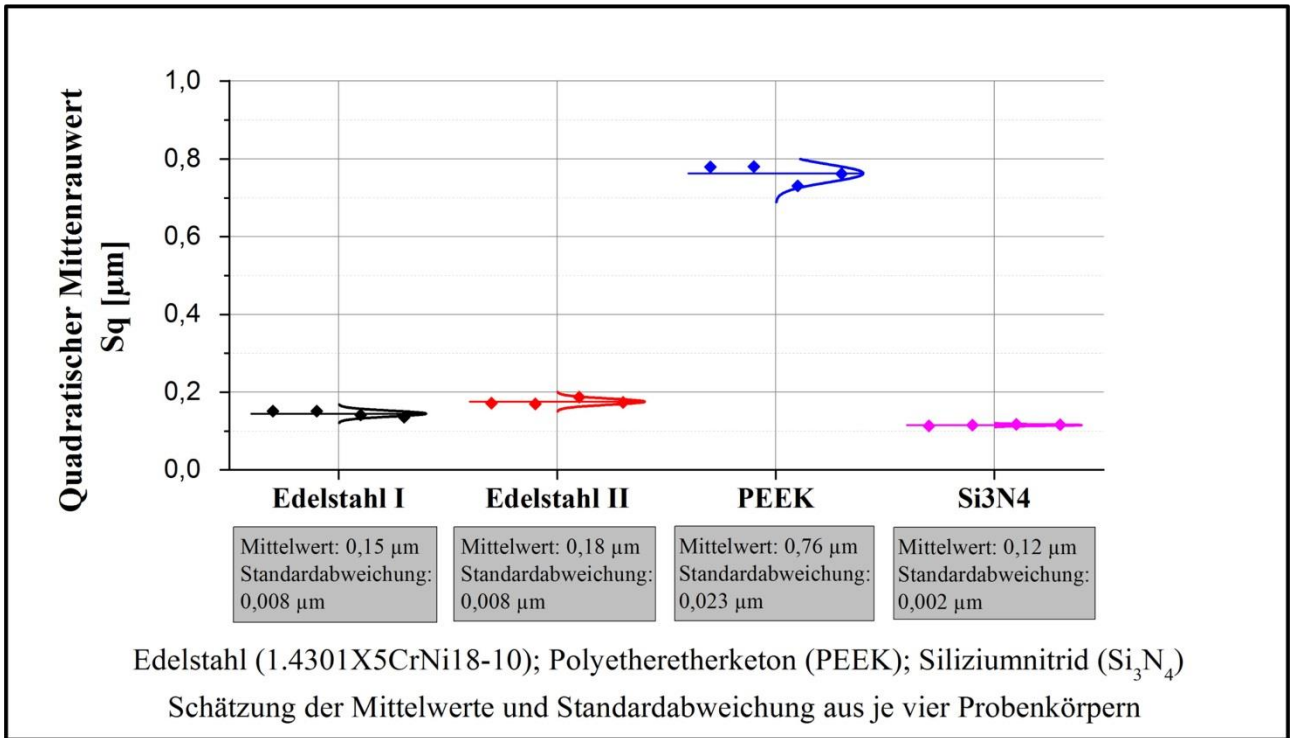 Quadratischer Mittenrauwert
Sq [µm]
1,0
0,8
0,6
0,4
0,2
0,0
Edelstahl I
Edelstahl II
PEEK
Si3N4
Mittelwert: 0,15 µm
Standardabweichung:
0,008 µm
Mittelwert: 0,18 µm
Standardabweichung:
0,008 µm
Mittelwert: 0,76 µm
Standardabweichung:
0,023 µm
Mittelwert: 0,12 µm
Standardabweichung:
0,002 µm
Edelstahl (1.4301X5CrNi18-10); Polyetheretherketon (PEEK); Siliziumnitrid (Si₃N₄)
Schätzung der Mittelwerte und Standardabweichung aus je vier Probenkörpern